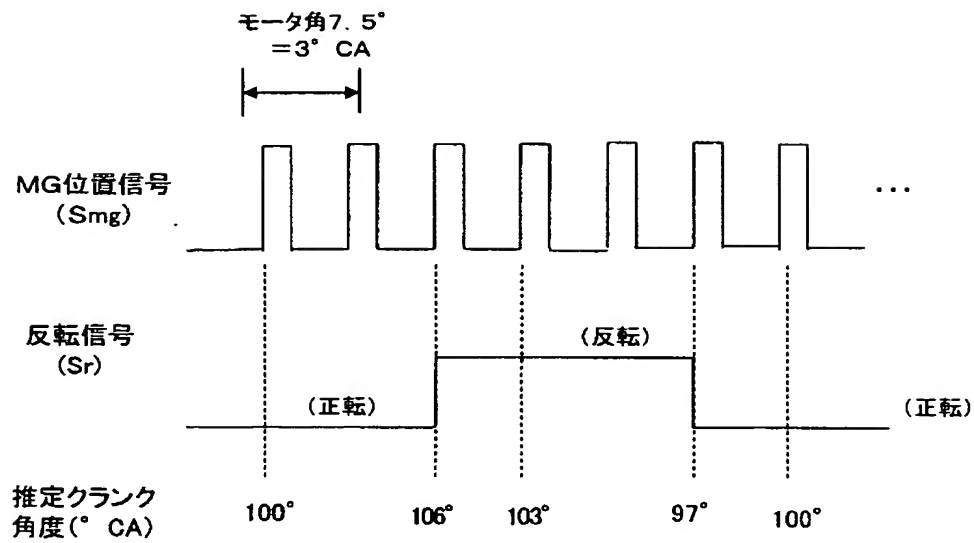 モータ角7.5°
=3°CA
MG位置信号
(Smg)
...
反転信号
(Sr)
(反転)
(正転)
(正転)
推定クランク
角度(°CA)
100°
106°
103°
97°
100°